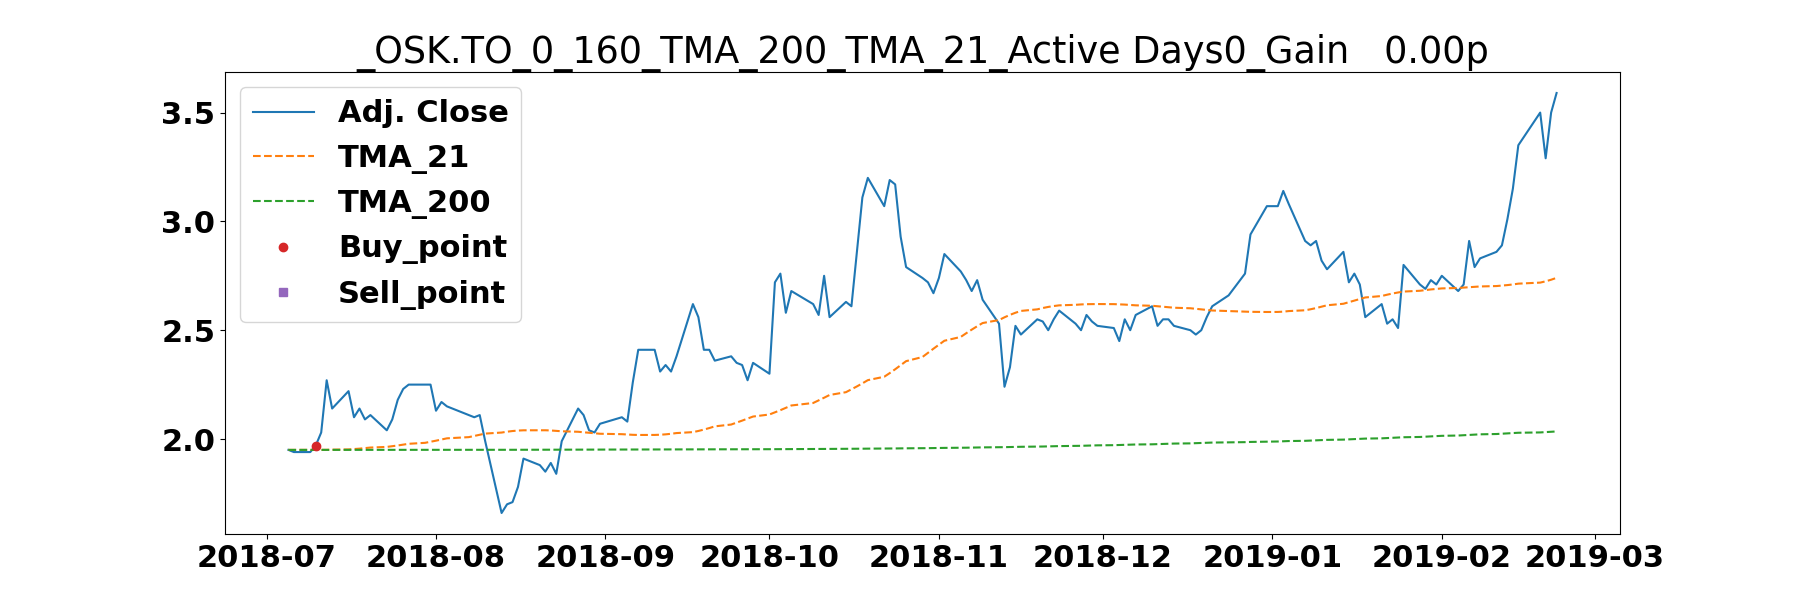 _OSK.TO_0_160_TMA_200_TMA_21_Active Days0_Gain   0.00p
3.5
3.0
2.5
2.0
Adj. Close
TMA_21
TMA_200
Buy_point
Sell_point
2018-07 2018-08 2018-09 2018-10 2018-11 2018-12 2019-01 2019-02 2019-03